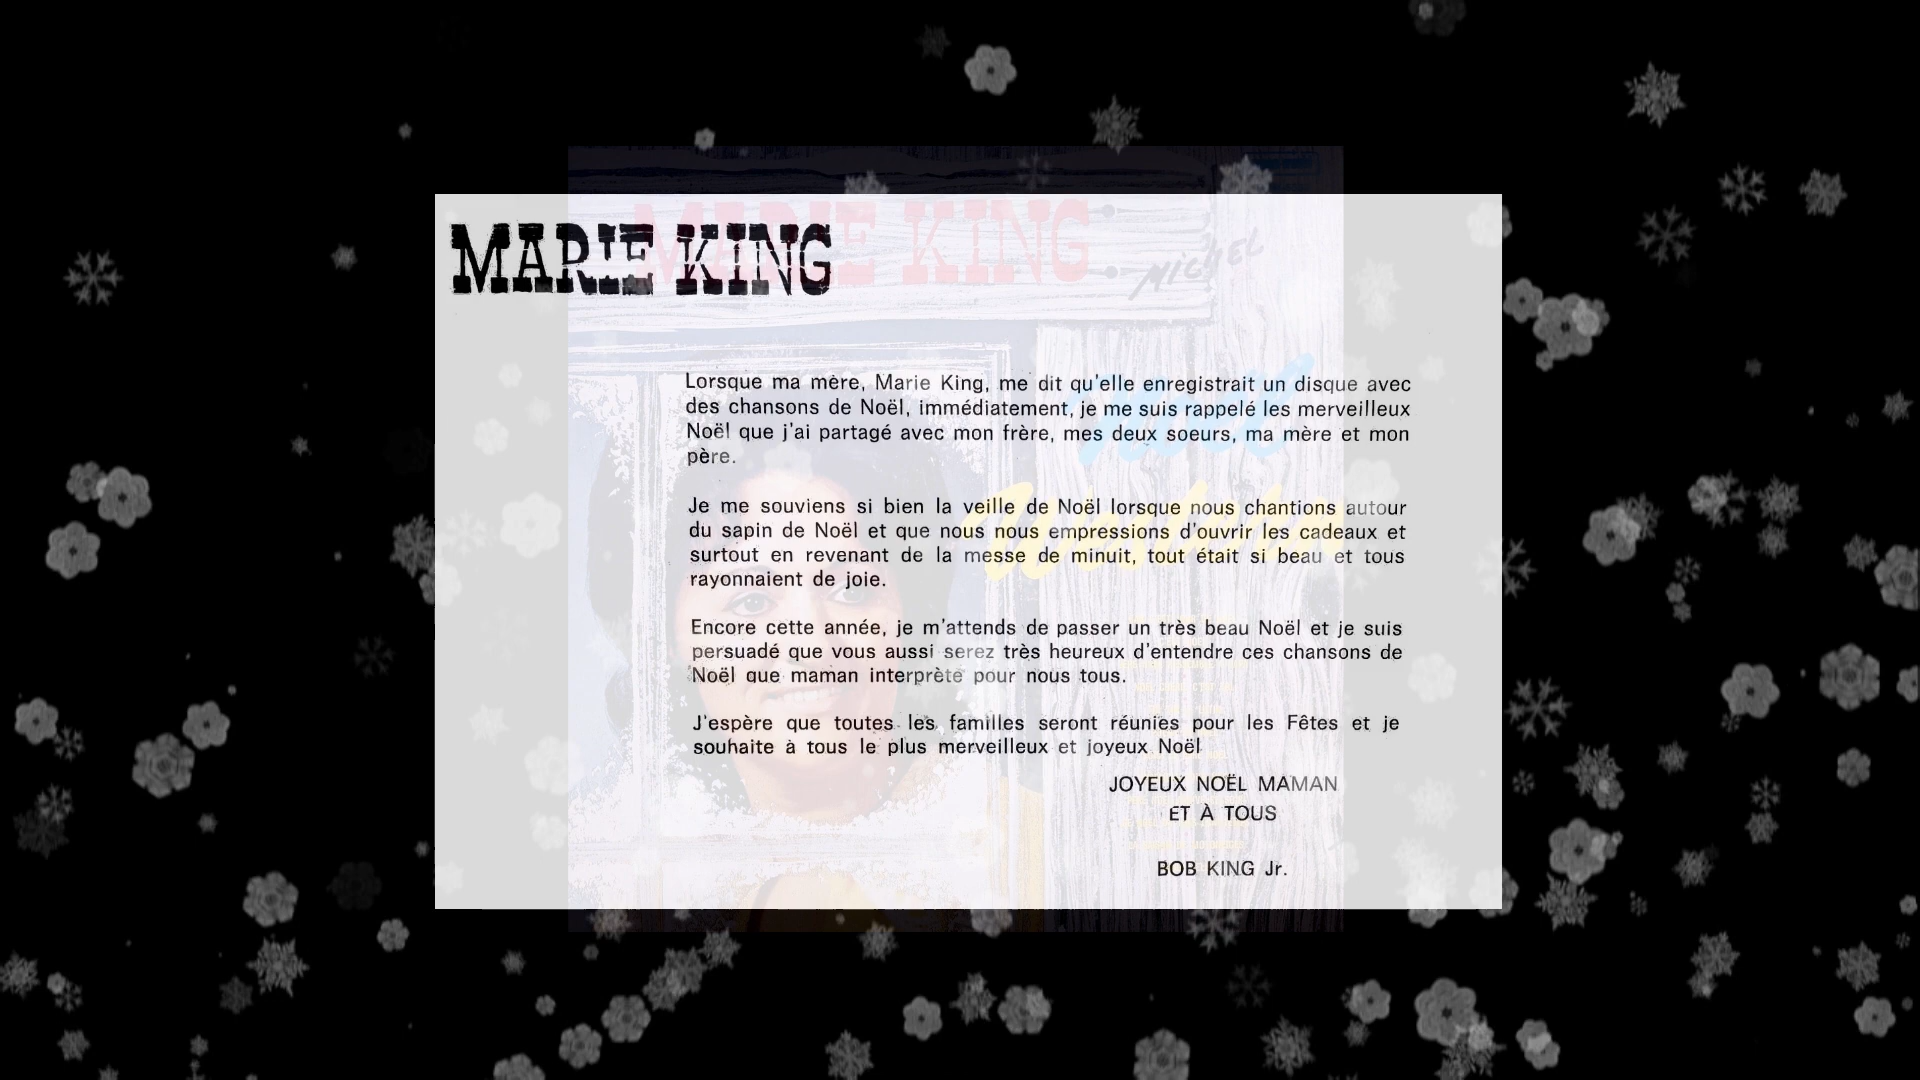 MARIE KING
MARIE KING
MICHEL
Noël
Western
Lorsque ma mère, Marie King, me dit qu'elle enregistrait un disque avec
des chansons de Noël, immédiatement, je me suis rappelé les merveilleux
Noël que j'ai partagé avec mon frère, mes deux soeurs, ma mère et mon
père.
Je me souviens si bien la veille de Noël lorsque nous chantions autour
du sapin de Noël et que nous nous empressions d'ouvrir les cadeaux et
surtout en revenant de la messe de minuit, tout était si beau et tous
rayonnaient de joie.
Encore cette année, je m'attends de passer un très beau Noël et je suis
persuadé que vous aussi serez très heureux d'entendre ces chansons de
Noël que maman interprète pour nous tous.
J'espère que toutes les familles seront réunies pour les Fêtes et je
souhaite à tous le plus merveilleux et joyeux Noël
JOYEUX NOËL MAMAN
ET À TOUS
BOB KING Jr.